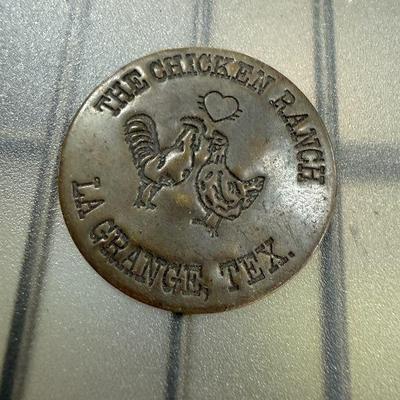 THE CHICKEN RANCH
LA GRANGE, TEX.